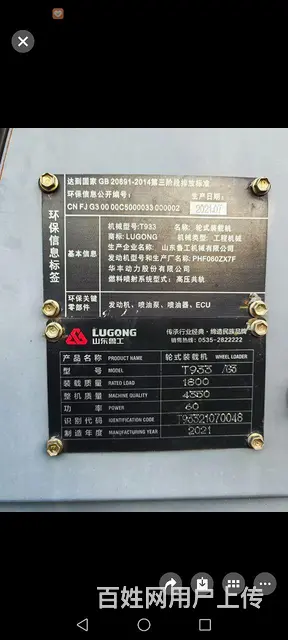 达到国家GB 20891-2014第三阶段排放标准
环保信息公开编号: 生产日期:
CN FJ G3 00 00C5000033 000002 2021.07
环保信息标签
机械型号:T933 名称:轮式装载机
商标:LUGONG 机械类型:工程机械
生产企业名称:山东鲁工机械有限公司
基本信息
发动机型号和生产厂名称:PHF060ZX7F
华丰动力股份有限公司
燃料喷射系统型式:高压共轨
环保关键零部件
发动机、喷油泵、喷油器、ECU
LUGONG
山东鲁工
传承行业经典·缔造民族品牌
销售热线:0535-2822222
产品名称 PRODUCT NAME 轮式装载机 WHEEL LOADER
型号 MODEL T933
装载质量 RATED LOAD 1800
整机质量 MACHINE QUALITY 4350
功率 POWER 60
识别代码 IDENTIFICATION CODE T93321070048
制造年度 MANUFACTURING YEAR 2021
百姓网用户上传